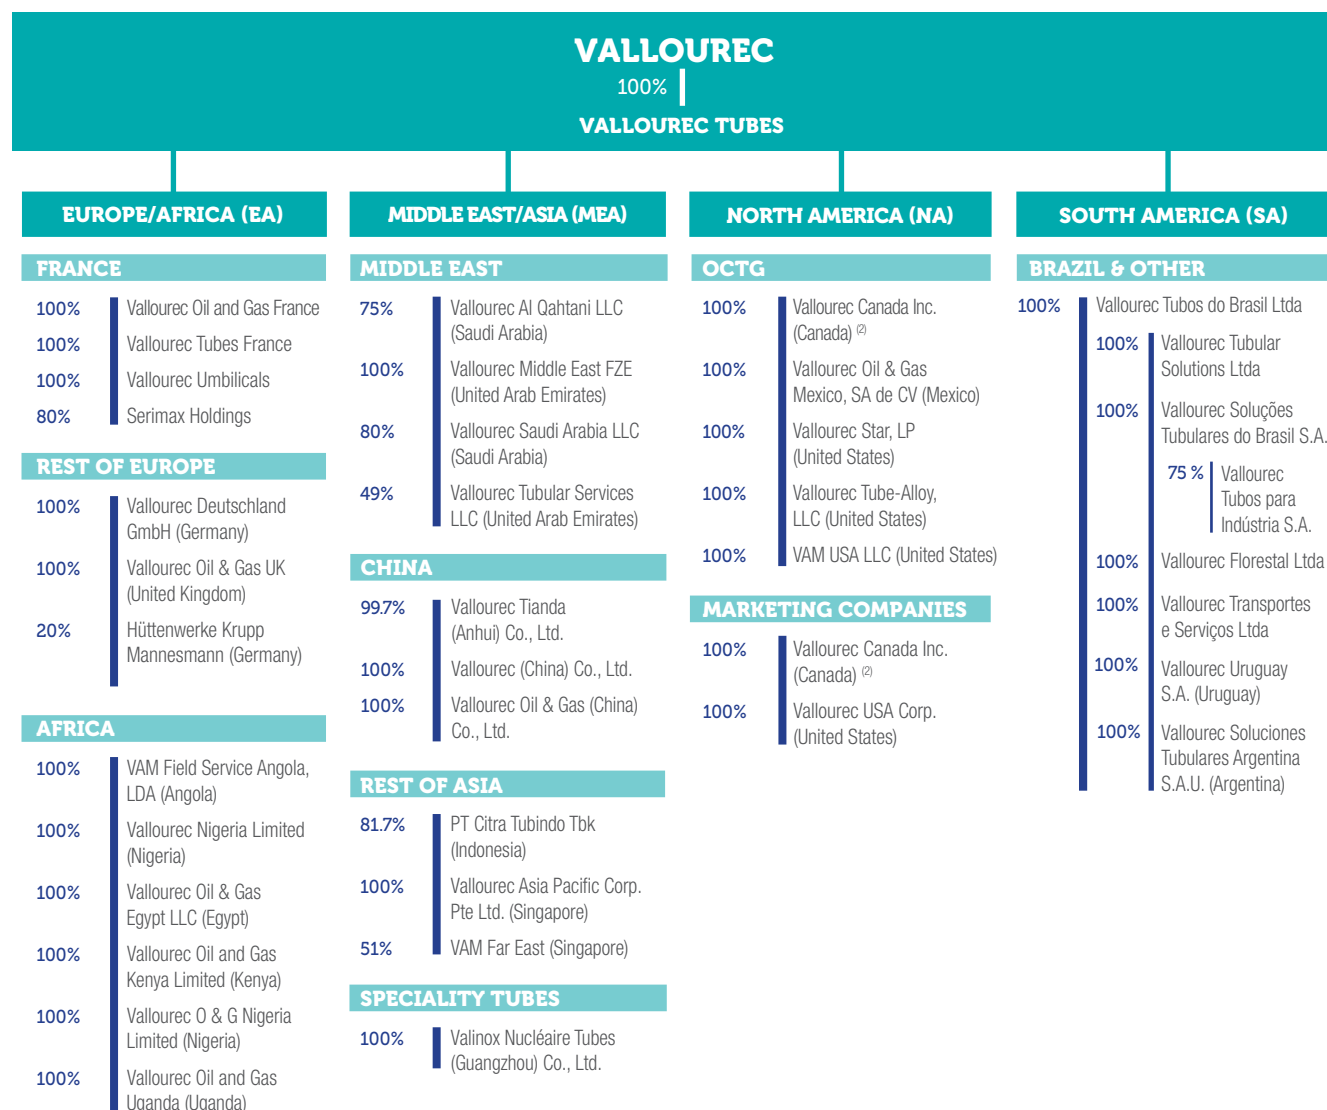 VALLOUREC
100%
VALLOUREC TUBES
EUROPE/AFRICA (EA)
FRANCE
100%
Vallourec Oil and Gas France
100%
Vallourec Tubes France
100%
Vallourec Umbilicals
80%
Serimax Holdings
REST OF EUROPE
100%
Vallourec Deutschland
GmbH (Germany)
100%
Vallourec Oil & Gas UK
(United Kingdom)
20%
Hüttenwerke Krupp
Mannesmann (Germany)
AFRICA
100%
VAM Field Service Angola,
LDA (Angola)
100%
Vallourec Nigeria Limited
(Nigeria)
100%
Vallourec Oil & Gas
Egypt LLC (Egypt)
100%
Vallourec Oil and Gas
Kenya Limited (Kenya)
100%
Vallourec O & G Nigeria
Limited (Nigeria)
100%
Vallourec Oil and Gas
Uganda (Uganda)
MIDDLE EAST/ASIA (MEA)
MIDDLE EAST
75%
Vallourec Al Qahtani LLC
(Saudi Arabia)
100%
Vallourec Middle East FZE
(United Arab Emirates)
80%
Vallourec Saudi Arabia LLC
(Saudi Arabia)
49%
Vallourec Tubular Services
LLC (United Arab Emirates)
CHINA
99.7%
Vallourec Tianda
(Anhui) Co., Ltd.
100%
Vallourec (China) Co., Ltd.
100%
Vallourec Oil & Gas (China)
Co., Ltd.
REST OF ASIA
81.7%
PT Citra Tubindo Tbk
(Indonesia)
100%
Vallourec Asia Pacific Corp.
Pte Ltd. (Singapore)
51%
VAM Far East (Singapore)
SPECIALITY TUBES
100%
Valinox Nucléaire Tubes
(Guangzhou) Co., Ltd.
NORTH AMERICA (NA)
OCTG
100%
Vallourec Canada Inc.
(Canada) (2)
100%
Vallourec Oil & Gas
Mexico, SA de CV (Mexico)
100%
Vallourec Star, LP
(United States)
100%
Vallourec Tube-Alloy,
LLC (United States)
100%
VAM USA LLC (United States)
MARKETING COMPANIES
100%
Vallourec Canada Inc.
(Canada) (2)
100%
Vallourec USA Corp.
(United States)
SOUTH AMERICA (SA)
BRAZIL & OTHER
100%
Vallourec Tubos do Brasil Ltda
100%
Vallourec Tubular
Solutions Ltda
100%
Vallourec Soluções
Tubulares do Brasil S.A.
75 %
Vallourec
Tubos para
Indústria S.A.
100%
Vallourec Florestal Ltda
100%
Vallourec Transportes
e Serviços Ltda
100%
Vallourec Uruguay
S.A. (Uruguay)
100%
Vallourec Soluciones
Tubulares Argentina
S.A.U. (Argentina)